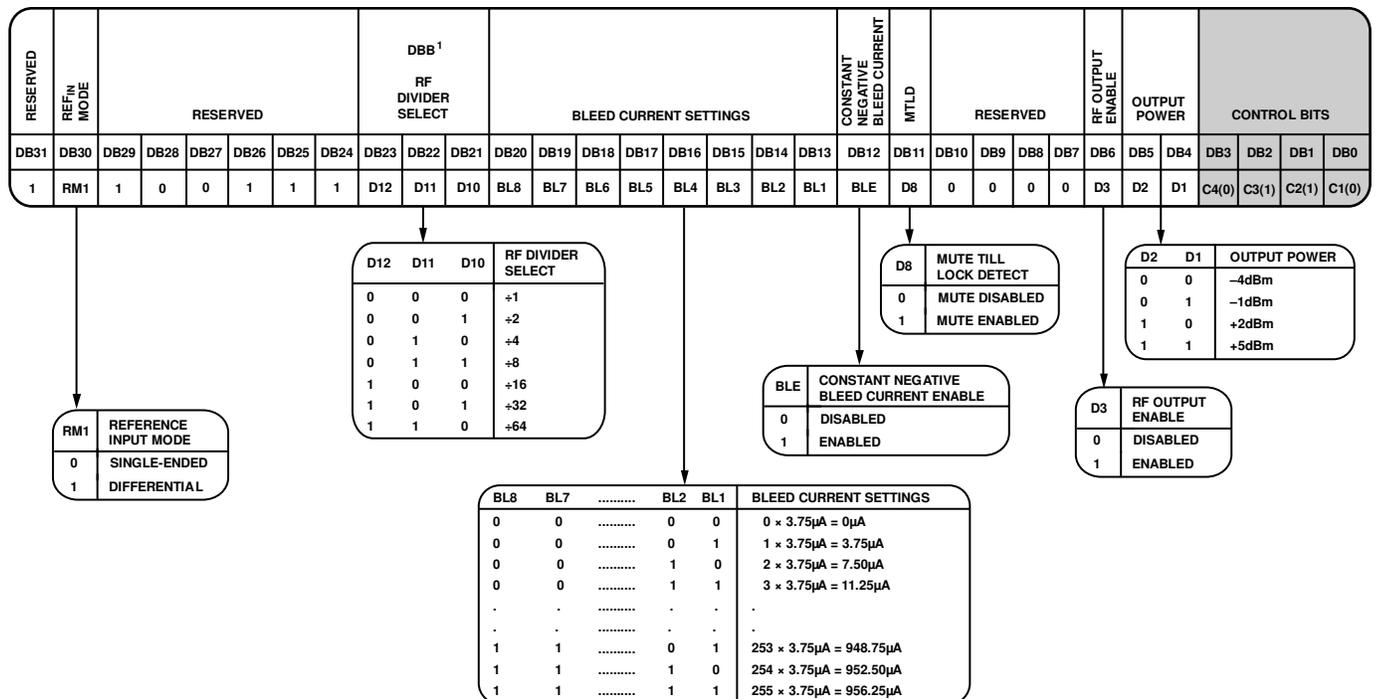 RESERVED
REFIN
MODE
RESERVED
DBB1
RF
DIVIDER
SELECT
BLEED CURRENT SETTINGS
CONSTANT
NEGATIVE
BLEED CURRENT
MTLD
RESERVED
RF OUTPUT
ENABLE
OUTPUT
POWER
CONTROL BITS
DB31 DB30 DB29 DB28 DB27 DB26 DB25 DB24 DB23 DB22 DB21 DB20 DB19 DB18 DB17 DB16 DB15 DB14 DB13 DB12 DB11 DB10 DB9 DB8 DB7 DB6 DB5 DB4 DB3 DB2 DB1 DB0
1 RM1 1 0 0 1 1 1 D12 D11 D10 BL8 BL7 BL6 BL5 BL4 BL3 BL2 BL1 BLE D8 0 0 0 0 D3 D2 D1 C4(0) C3(1) C2(1) C1(0)
D12 D11 D10 RF DIVIDER
SELECT
0 0 0 ÷1
0 0 1 ÷2
0 1 0 ÷4
0 1 1 ÷8
1 0 0 ÷16
1 0 1 ÷32
1 1 0 ÷64
D8 MUTE TILL
LOCK DETECT
0 MUTE DISABLED
1 MUTE ENABLED
D2 D1 OUTPUT POWER
0 0 –4dBm
0 1 –1dBm
1 0 +2dBm
1 1 +5dBm
BLE CONSTANT NEGATIVE
BLEED CURRENT ENABLE
0 DISABLED
1 ENABLED
D3 RF OUTPUT
ENABLE
0 DISABLED
1 ENABLED
RM1 REFERENCE
INPUT MODE
0 SINGLE-ENDED
1 DIFFERENTIAL
BL8 BL7 .......... BL2 BL1 BLEED CURRENT SETTINGS
0 0 .......... 0 0 0 × 3.75µA = 0µA
0 0 .......... 0 1 1 × 3.75µA = 3.75µA
0 0 .......... 1 0 2 × 3.75µA = 7.50µA
0 0 .......... 1 1 3 × 3.75µA = 11.25µA
. . .......... . . .
. . .......... . . .
1 1 .......... 0 1 253 × 3.75µA = 948.75µA
1 1 .......... 1 0 254 × 3.75µA = 952.50µA
1 1 .......... 1 1 255 × 3.75µA = 956.25µA